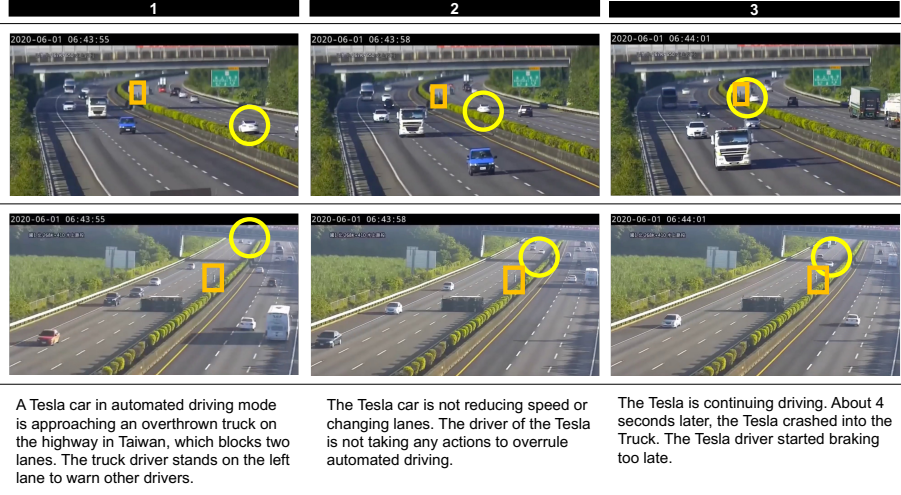 1
2
3
2020-06-01 06:43:55
2020-06-01 06:43:58
2020-06-01 06:44:01
2020-06-01 06:43:55
2020-06-01 06:43:58
2020-06-01 06:44:01
A Tesla car in automated driving mode
is approaching an overthrown truck on
the highway in Taiwan, which blocks two
lanes. The truck driver stands on the left
lane to warn other drivers.
The Tesla car is not reducing speed or
changing lanes. The driver of the Tesla
is not taking any actions to overrule
automated driving.
The Tesla is continuing driving. About 4
seconds later, the Tesla crashed into the
Truck. The Tesla driver started braking
too late.